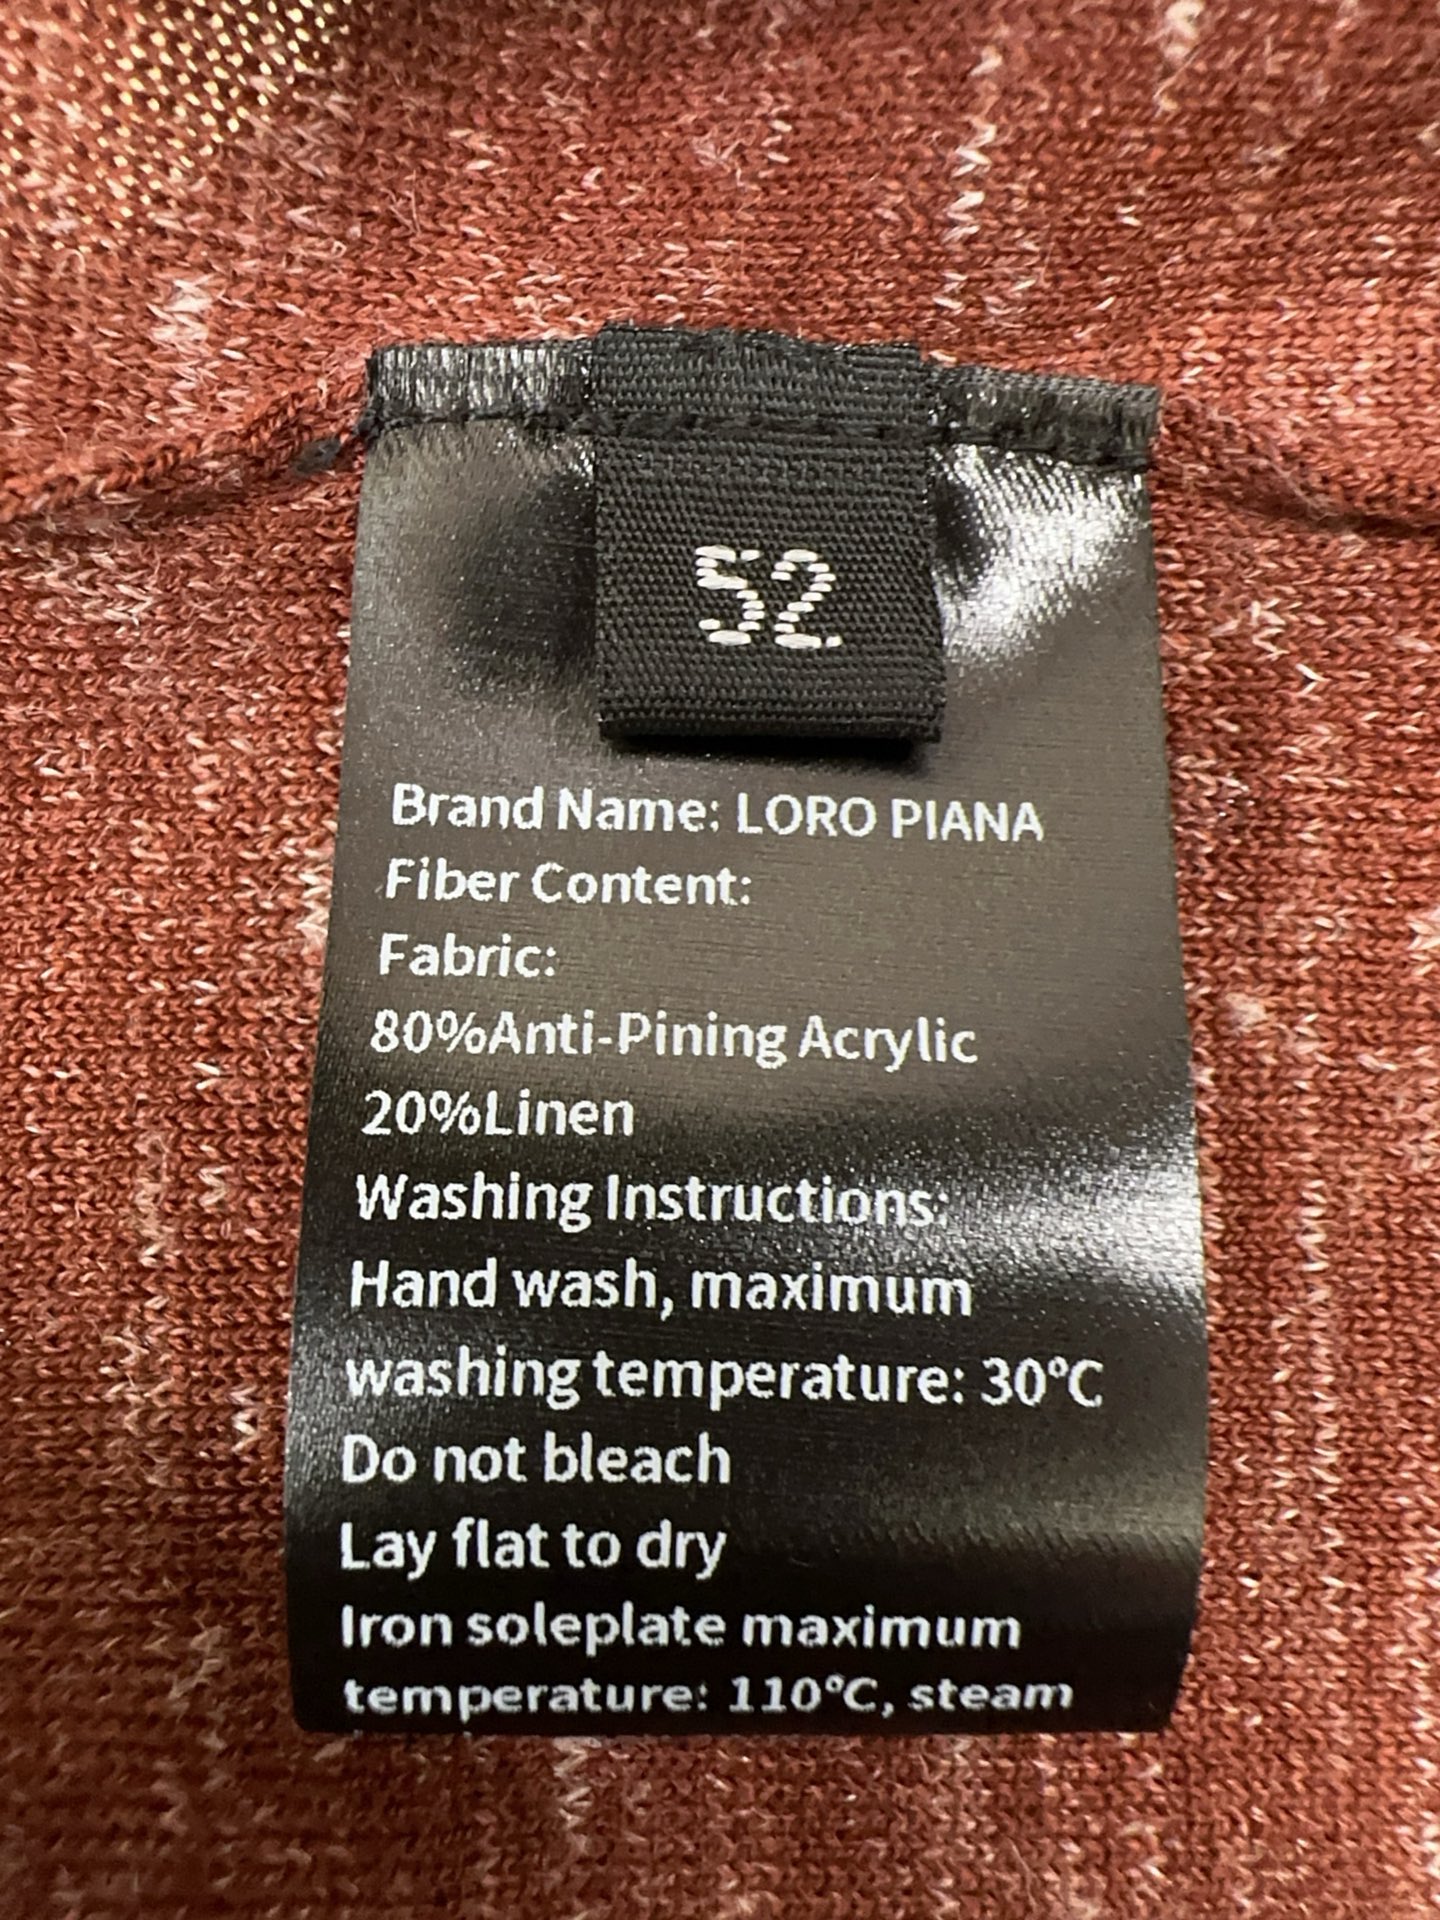 52
Brand Name: LORO PIANA
Fiber Content:
Fabric:
80%Anti-Pining Acrylic
20%Linen
Washing Instructions:
Hand wash, maximum
washing temperature: 30°C
Do not bleach
Lay flat to dry
Iron soleplate maximum
temperature: 110°C, steam